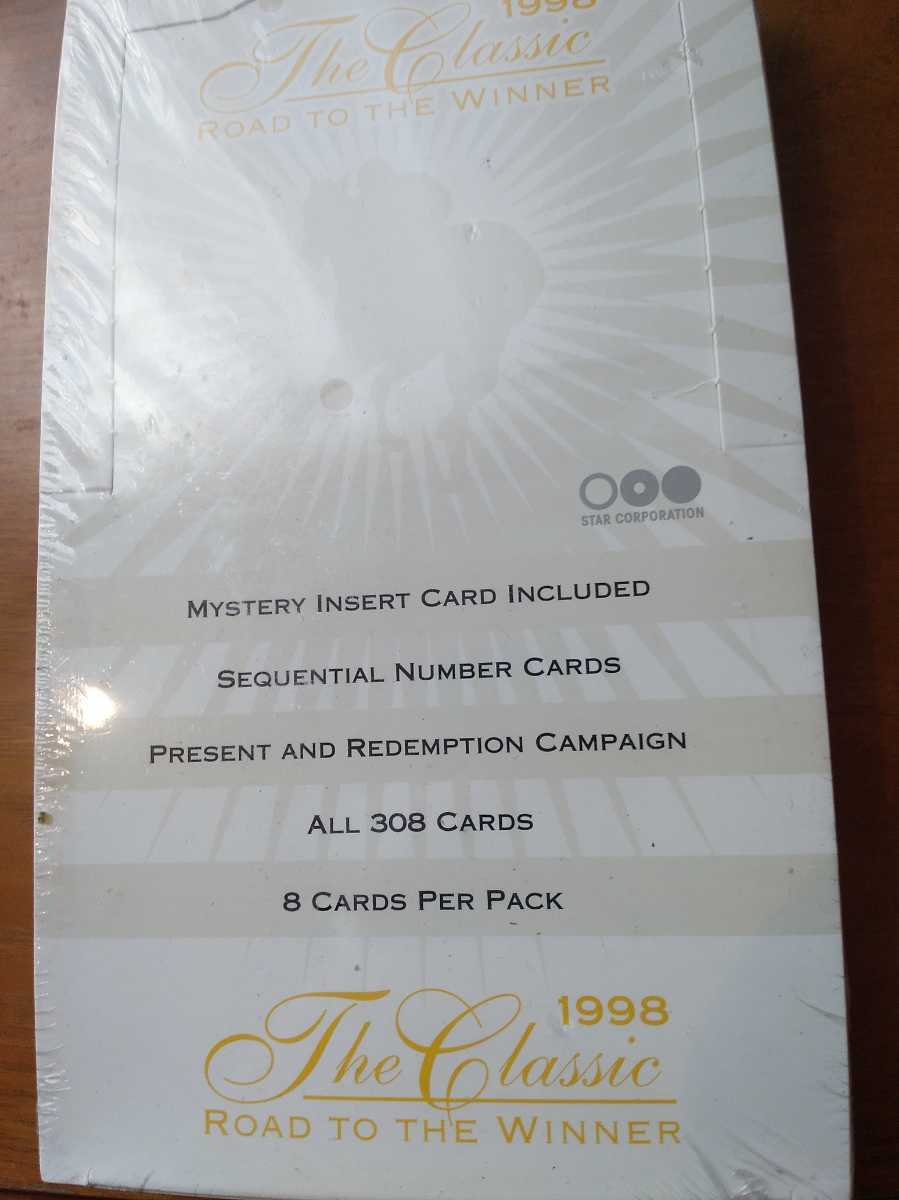 1998
The Classic
ROAD TO THE WINNER
STAR CORPORATION
MYSTERY INSERT CARD INCLUDED
SEQUENTIAL NUMBER CARDS
PRESENT AND REDEMPTION CAMPAIGN
ALL 308 CARDS
8 CARDS PER PACK
1998
The Classic
ROAD TO THE WINNER